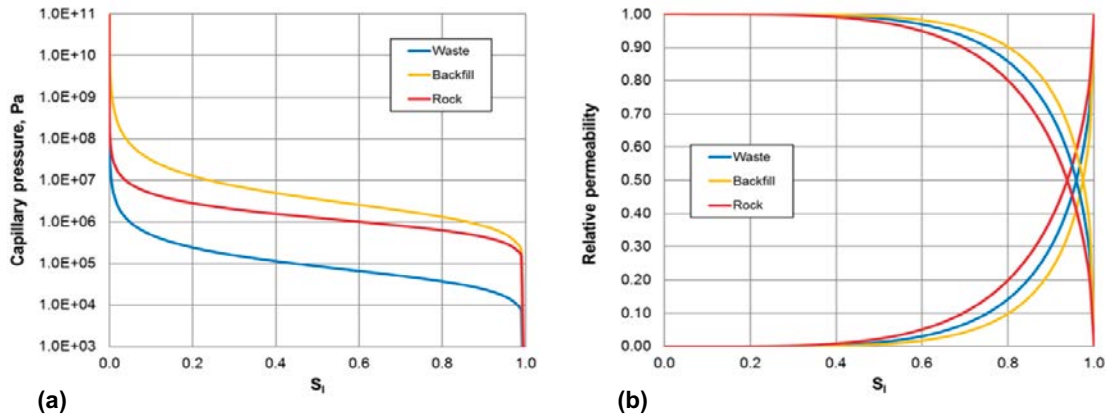 1.0E+11
1.0E+10
1.0E+09
1.0E+08
1.0E+07
1.0E+06
1.0E+05
1.0E+04
1.0E+03
Capillary pressure, Pa
Waste
Backfill
Rock
0.0 0.2 0.4 0.6 0.8 1.0
Sl
(a)
1.00
0.90
0.80
0.70
0.60
0.50
0.40
0.30
0.20
0.10
0.00
Relative permeability
Waste
Backfill
Rock
0.0 0.2 0.4 0.6 0.8 1.0
Sl
(b)